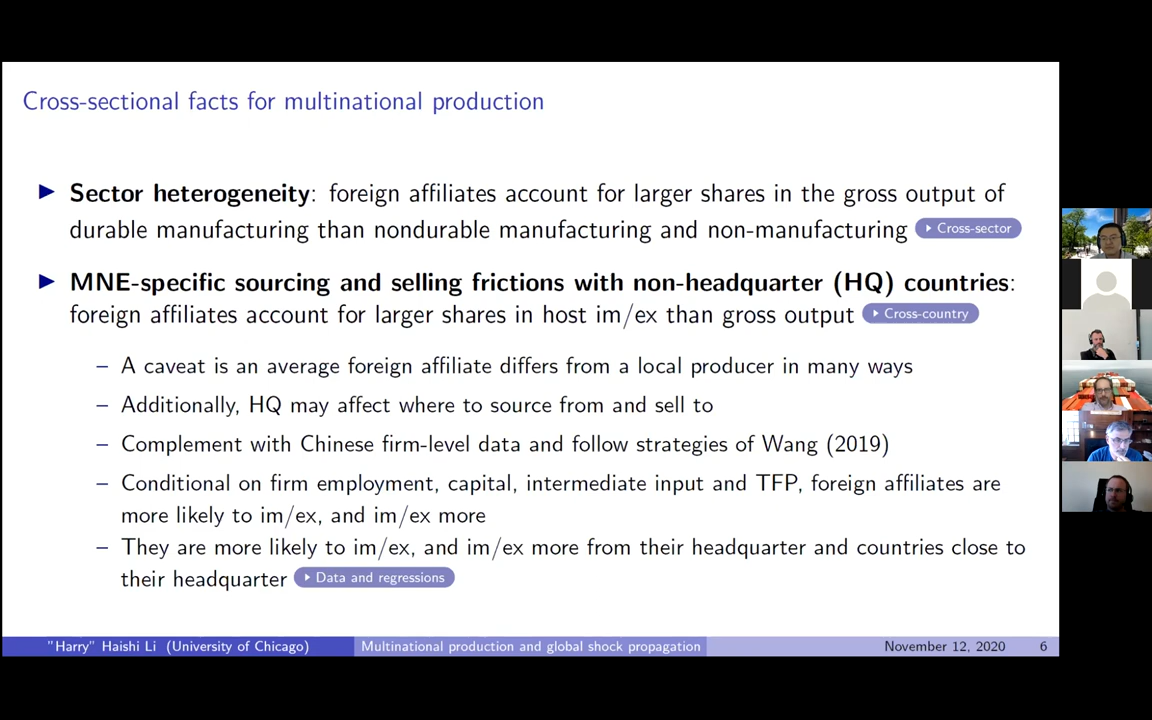 Cross-sectional facts for multinational production
Sector heterogeneity: foreign affiliates account for larger shares in the gross output of
durable manufacturing than nondurable manufacturing and non-manufacturing Cross-sector
MNE-specific sourcing and selling frictions with non-headquarter (HQ) countries:
foreign affiliates account for larger shares in host im/ex than gross output Cross-country
– A caveat is an average foreign affiliate differs from a local producer in many ways
– Additionally, HQ may affect where to source from and sell to
– Complement with Chinese firm-level data and follow strategies of Wang (2019)
– Conditional on firm employment, capital, intermediate input and TFP, foreign affiliates are
more likely to im/ex, and im/ex more
– They are more likely to im/ex, and im/ex more from their headquarter and countries close to
their headquarter Data and regressions
"Harry" Haishi Li (University of Chicago) Multinational production and global shock propagation November 12, 2020 6